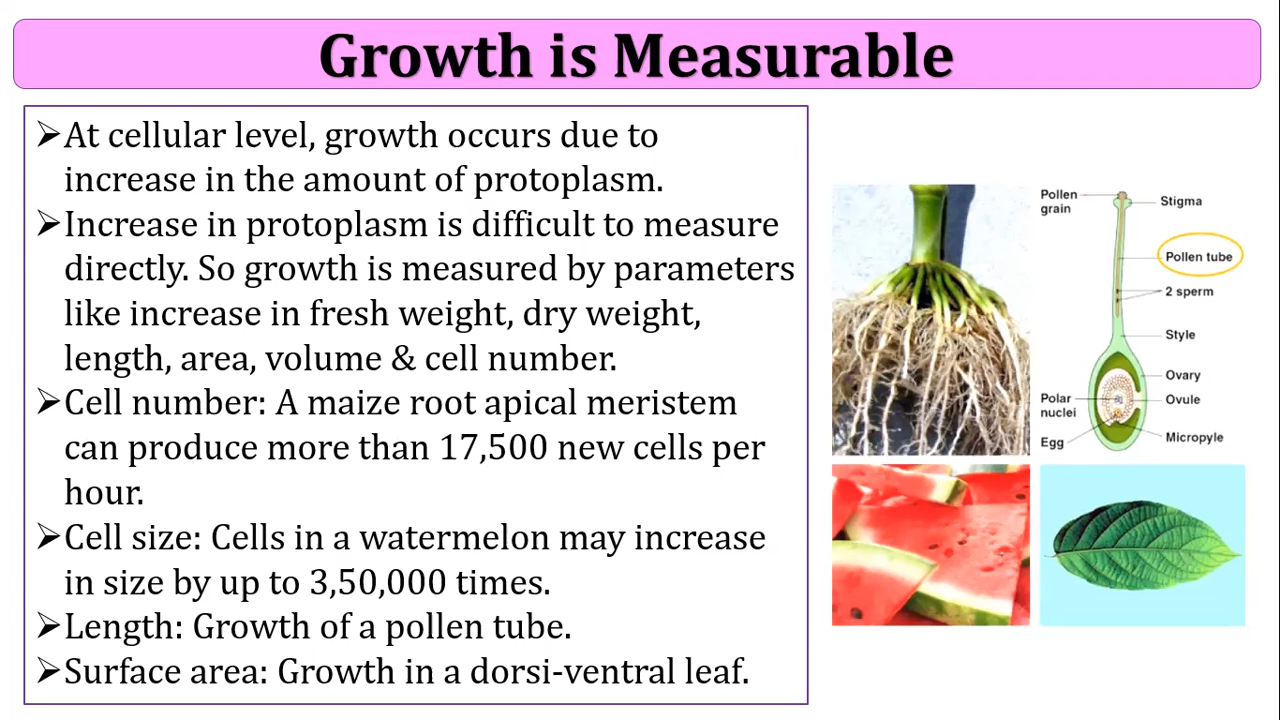 Growth is Measurable
➢At cellular level, growth occurs due to
increase in the amount of protoplasm.
➢Increase in protoplasm is difficult to measure
directly. So growth is measured by parameters
like increase in fresh weight, dry weight,
length, area, volume & cell number.
➢Cell number: A maize root apical meristem
can produce more than 17,500 new cells per
hour.
➢Cell size: Cells in a watermelon may increase
in size by up to 3,50,000 times.
➢Length: Growth of a pollen tube.
➢Surface area: Growth in a dorsi-ventral leaf.
Pollen
grain
Stigma
Pollen tube
2 sperm
Style
Ovary
Polar
nuclei
Ovule
Egg
Micropyle